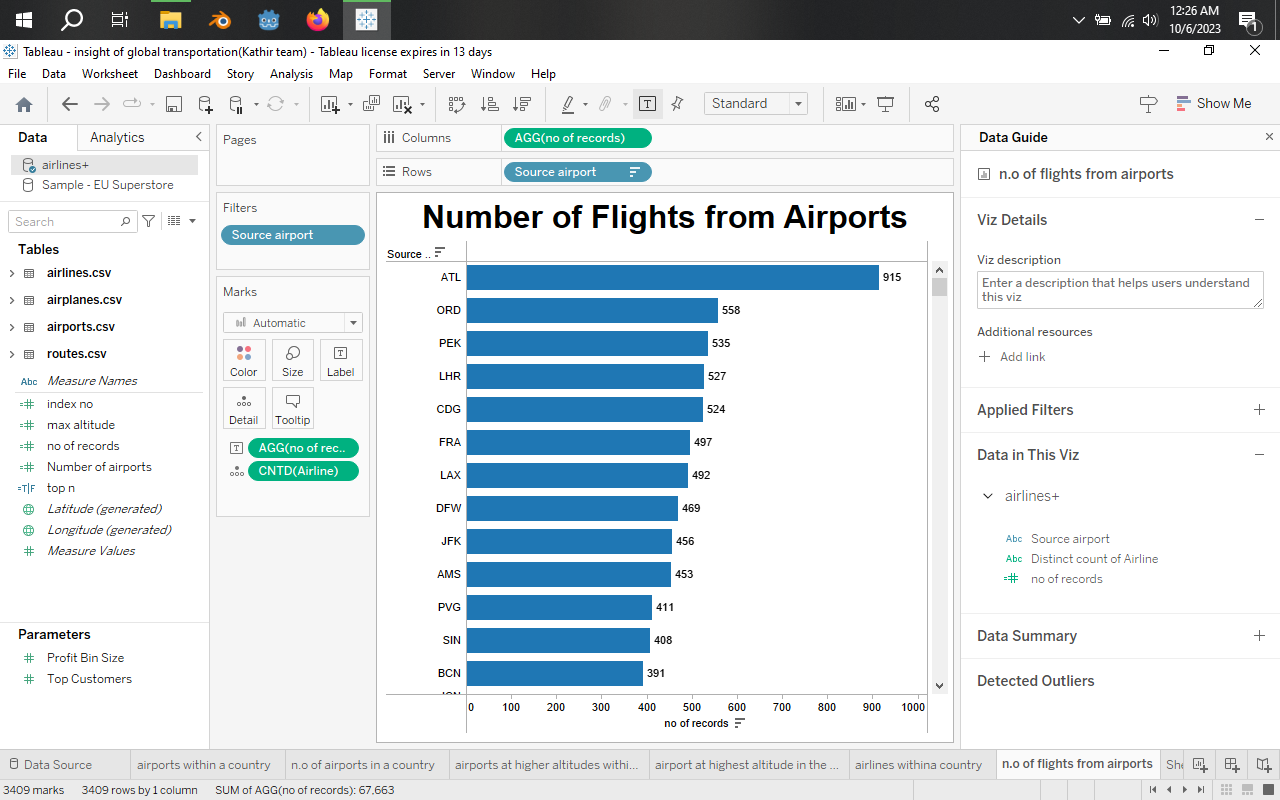 12:26 AM
10/6/2023
1
Tableau - insight of global transportation(Kathir team) - Tableau license expires in 13 days
File Data Worksheet Dashboard Story Analysis Map Format Server Window Help
Standard
Show Me
Data Analytics
airlines+
Sample - EU Superstore
Search
Tables
airlines.csv
airplanes.csv
airports.csv
routes.csv
Abc Measure Names
index no
max altitude
no of records
Number of airports
T|F top n
Latitude (generated)
Longitude (generated)
Measure Values
Parameters
Profit Bin Size
Top Customers
Pages
Filters
Source airport
Marks
Automatic
Color Size Label
Detail Tooltip
AGG(no of rec..
CNTD(Airline)
Columns AGG(no of records)
Rows Source airport
Number of Flights from Airports
Source ..
ATL 915
ORD 558
PEK 535
LHR 527
CDG 524
FRA 497
LAX 492
DFW 469
JFK 456
AMS 453
PVG 411
SIN 408
BCN 391
0 100 200 300 400 500 600 700 800 900 1000
no of records
Data Guide
n.o of flights from airports
Viz Details
Viz description
Enter a description that helps users understand
this viz
Additional resources
Add link
Applied Filters
Data in This Viz
airlines+
Abc Source airport
Abc Distinct count of Airline
no of records
Data Summary
Detected Outliers
Data Source airports within a country n.o of airports in a country airports at higher altitudes withi... airport at highest altitude in the ... airlines withina country n.o of flights from airports
3409 marks 3409 rows by 1 column SUM of AGG(no of records): 67,663